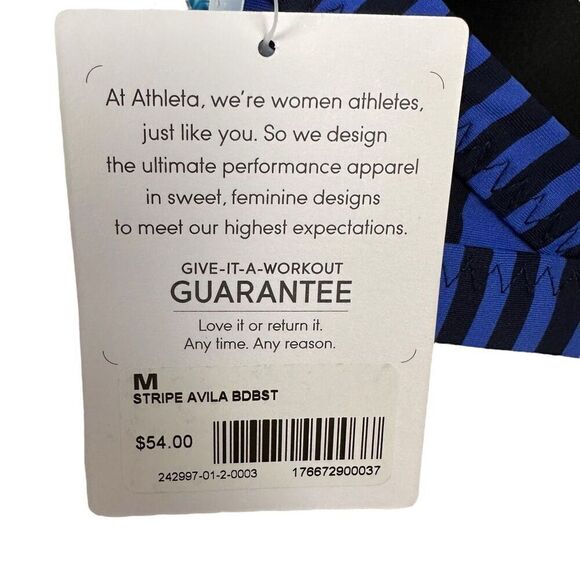 At Athleta, we're women athletes,
just like you. So we design
the ultimate performance apparel
in sweet, feminine designs
to meet our highest expectations.
GIVE-IT-A-WORKOUT
GUARANTEE
Love it or return it.
Any time. Any reason.
M
STRIPE AVILA BDBST
$54.00
242997-01-2-0003 176672900037